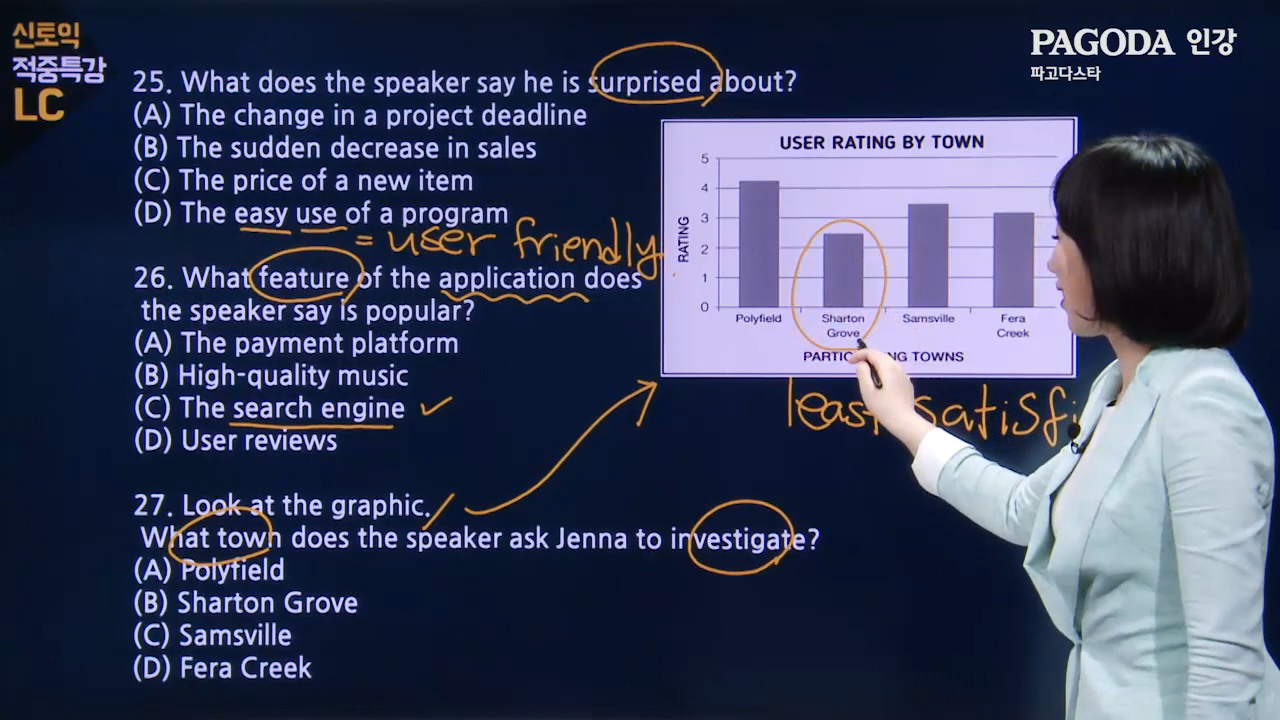 신토익
적중특강
LC
PAGODA 인강
파고다스타
25. What does the speaker say he is surprised about?
(A) The change in a project deadline
(B) The sudden decrease in sales
(C) The price of a new item
(D) The easy use of a program
= user friendly
26. What feature of the application does
the speaker say is popular?
(A) The payment platform
(B) High-quality music
(C) The search engine
(D) User reviews
27. Look at the graphic.
What town does the speaker ask Jenna to investigate?
(A) Polyfield
(B) Sharton Grove
(C) Samsville
(D) Fera Creek
USER RATING BY TOWN
RATING
5
4
3
2
1
0
Polyfield
Sharton
Grove
Samsville
Fera
Creek
TOWNS
least